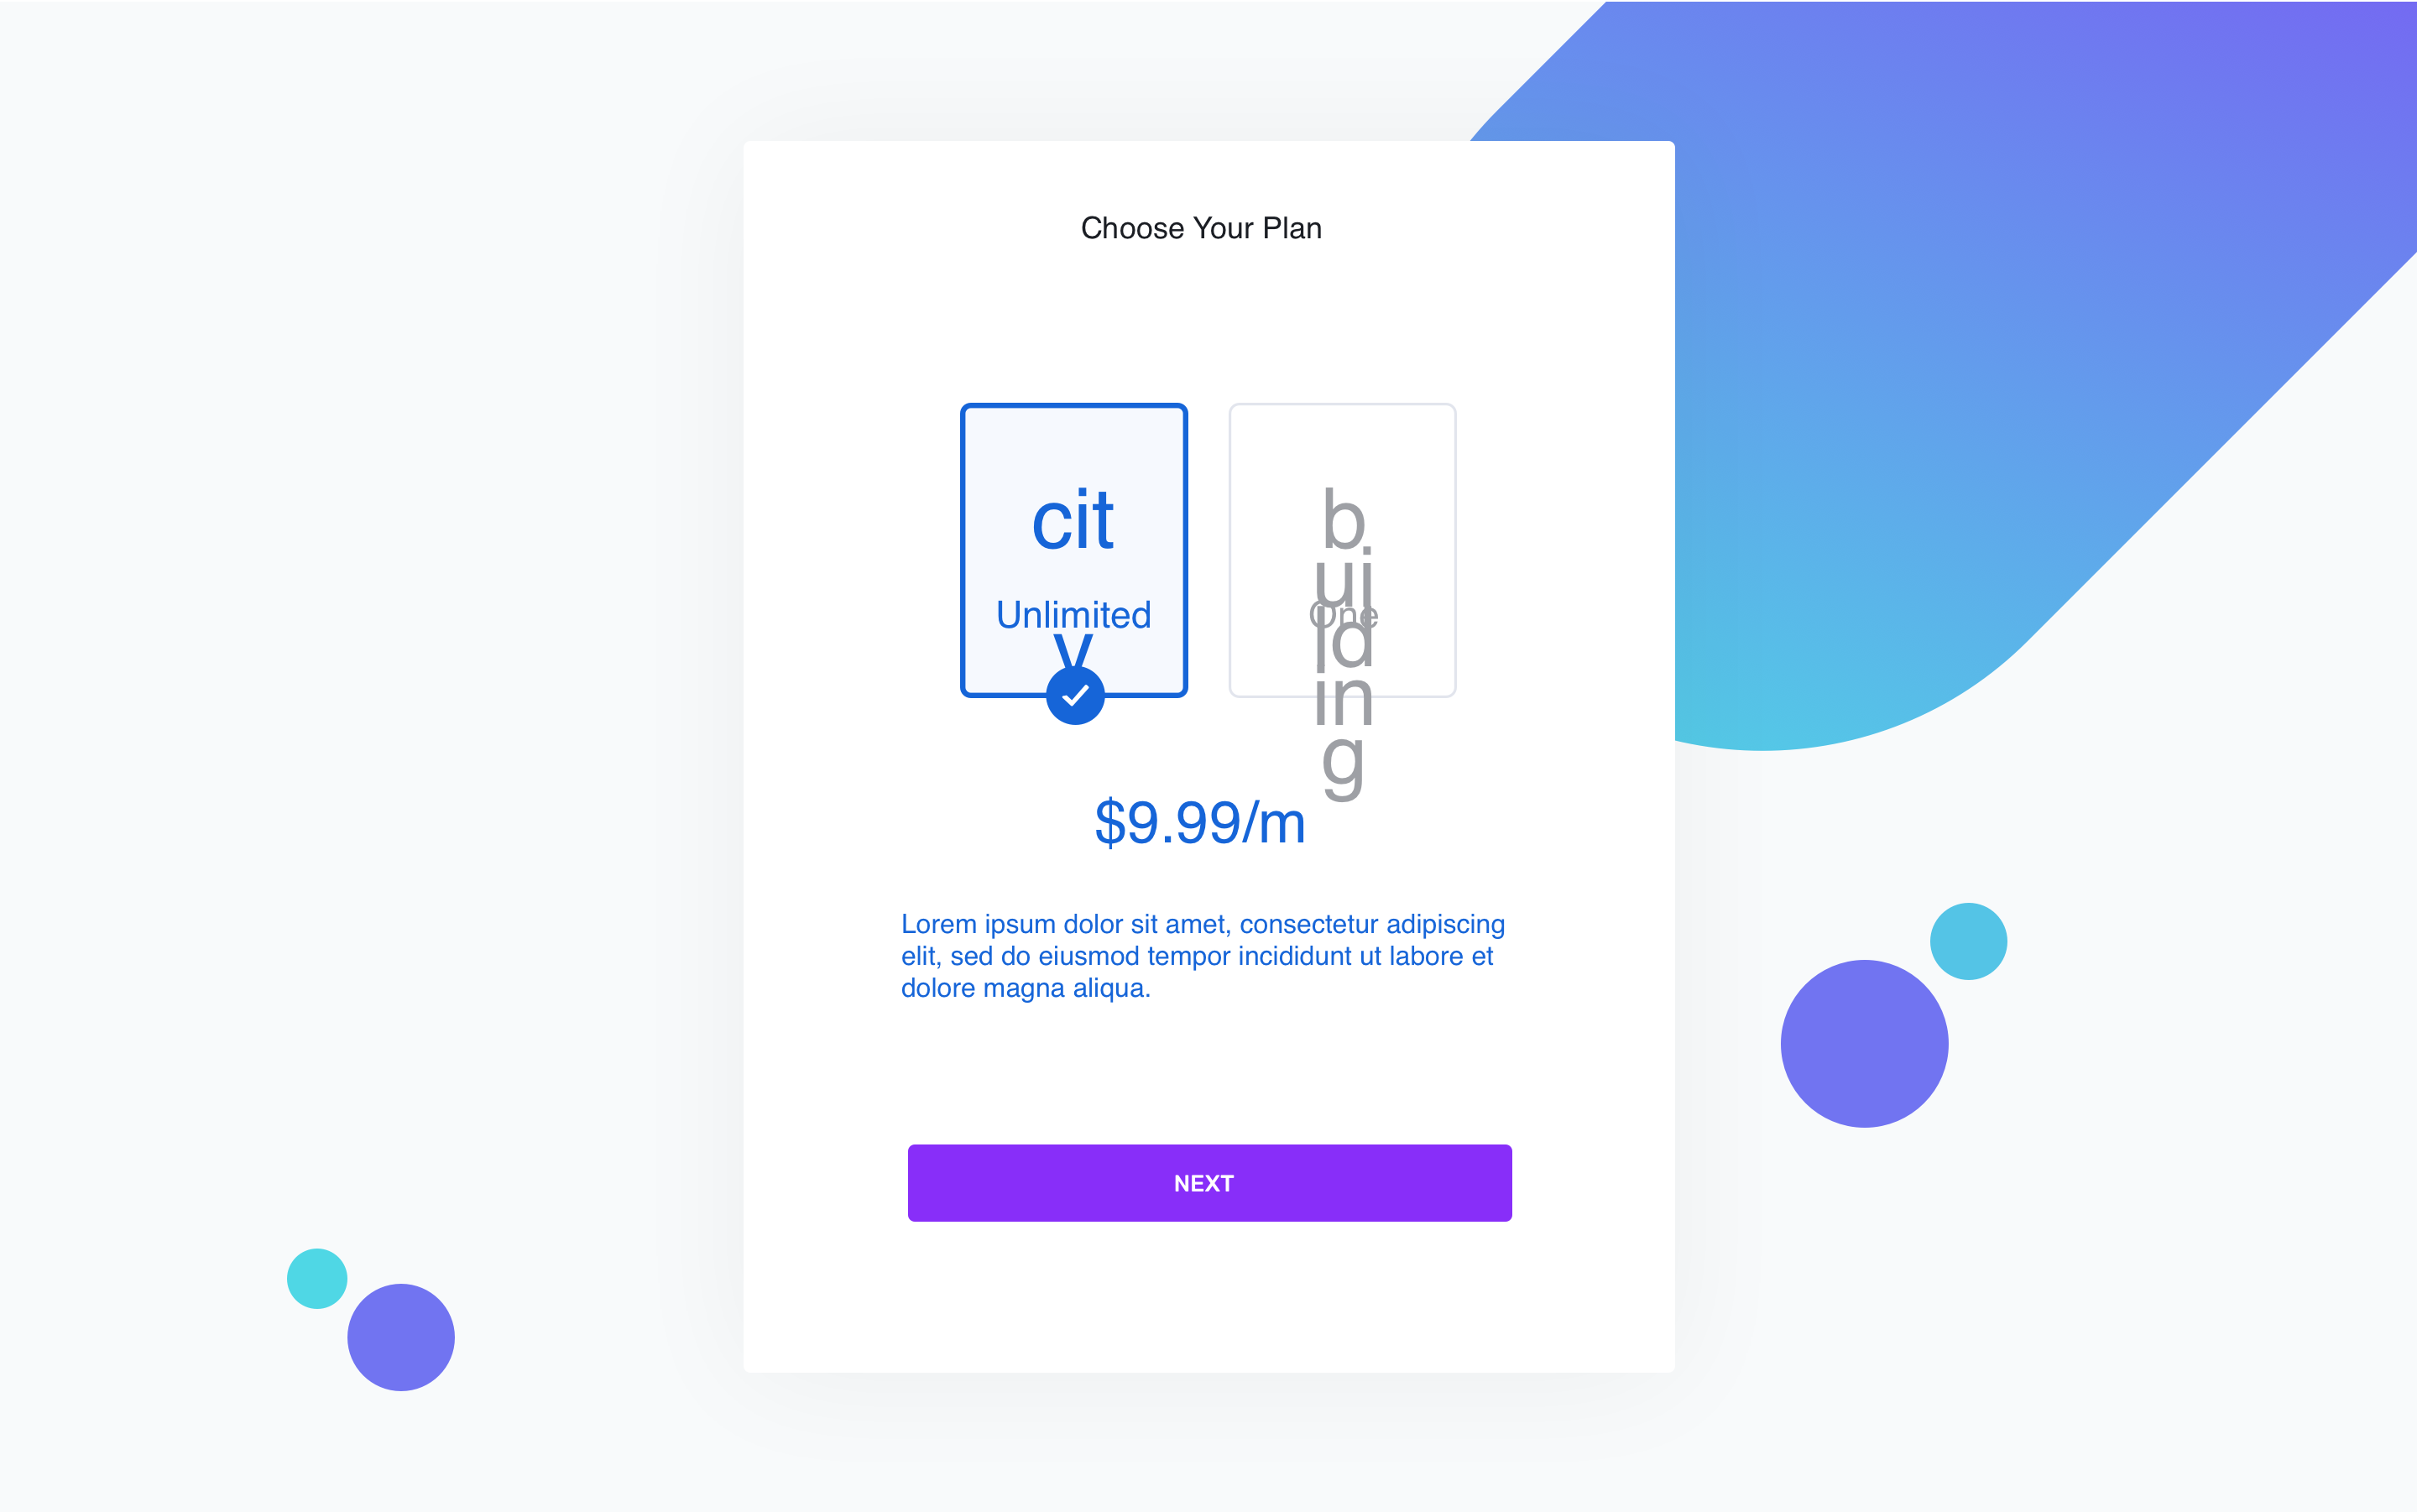 Choose Your Plan
cit
y
Unlimited
b
ui
ld
in
g
One
$9.99/m
Lorem ipsum dolor sit amet, consectetur adipiscing
elit, sed do eiusmod tempor incididunt ut labore et
dolore magna aliqua.
NEXT